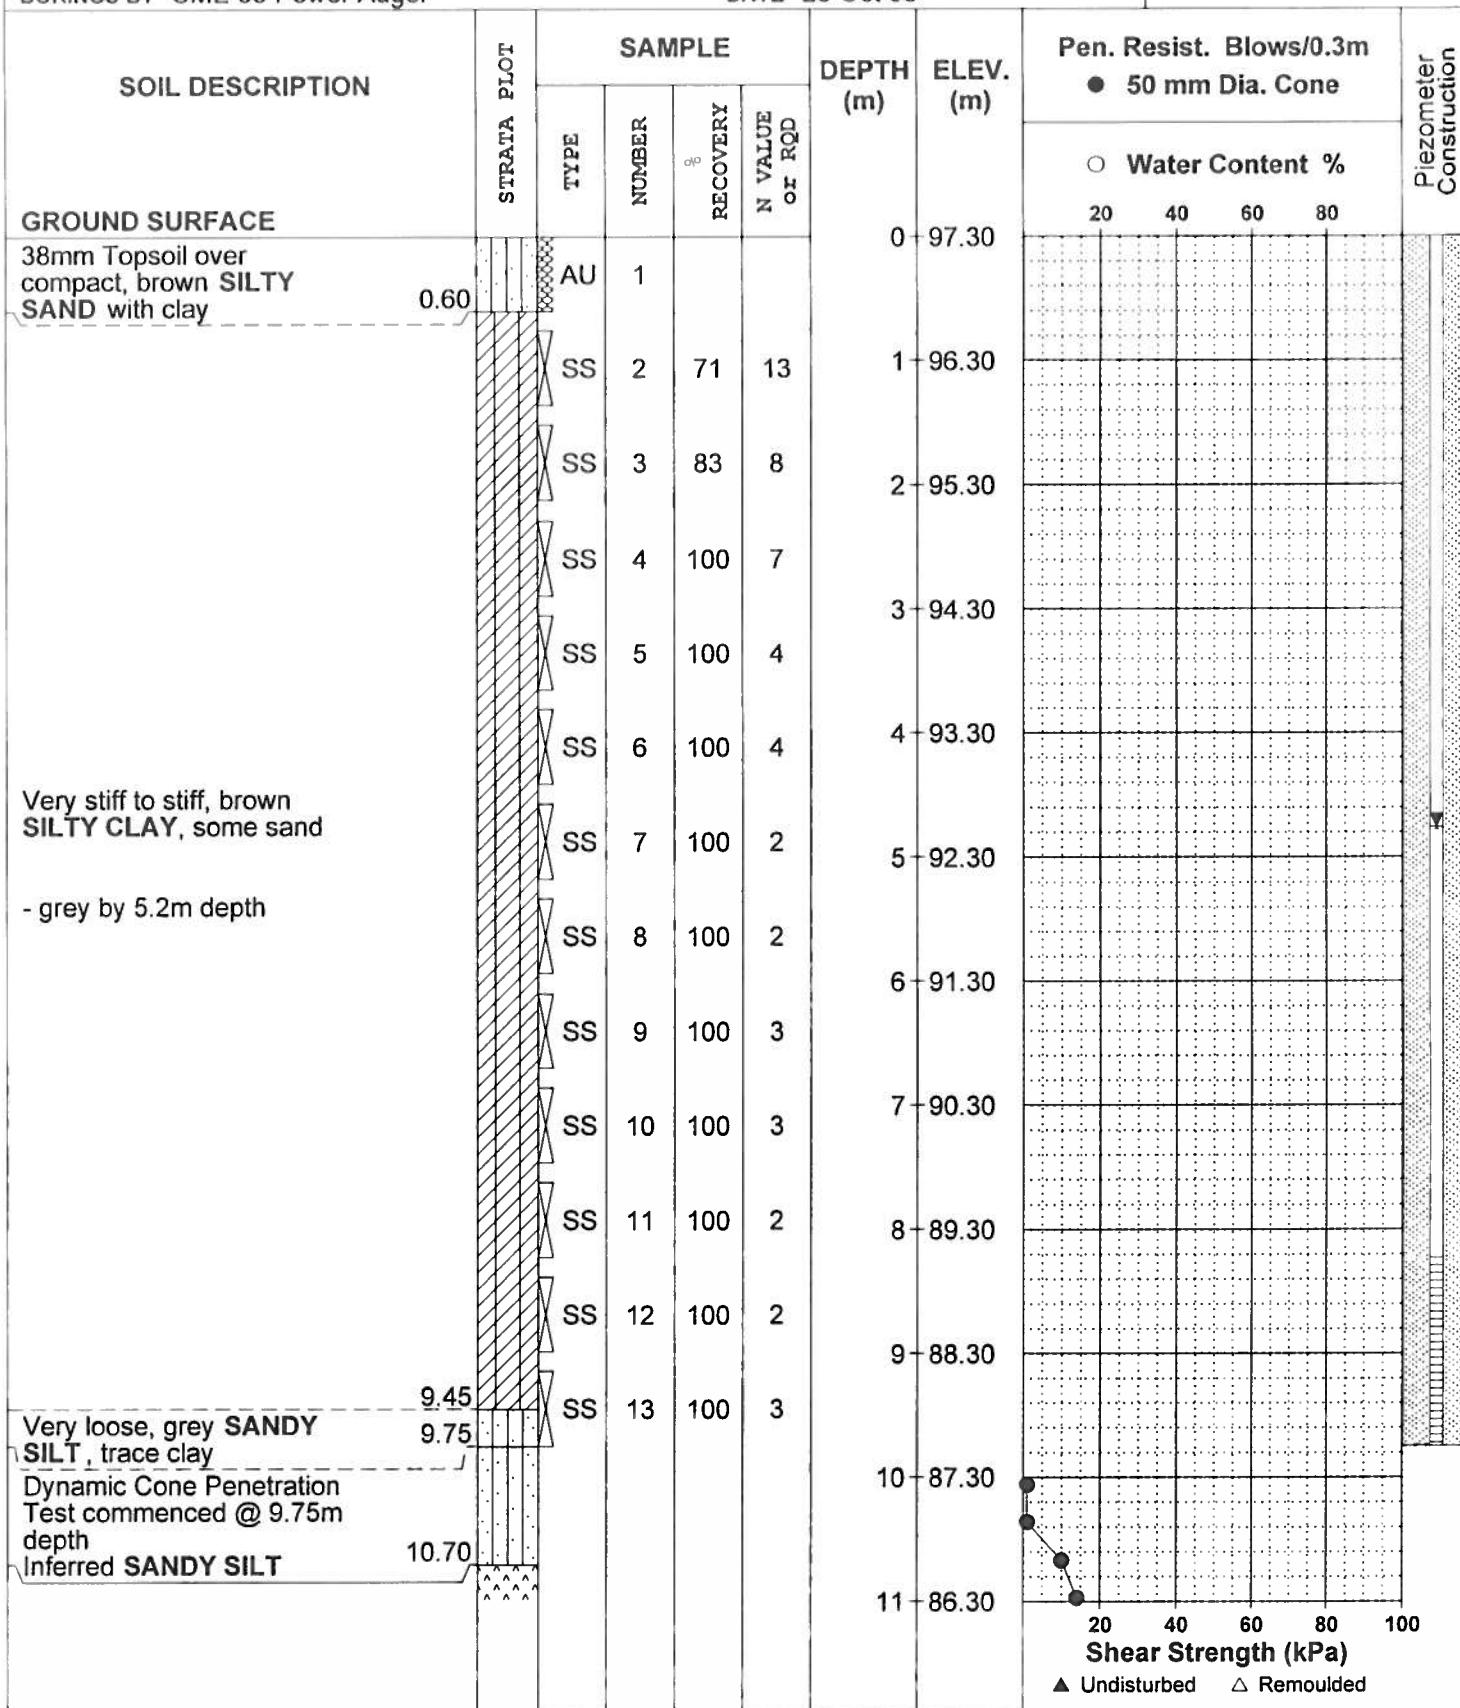 SOIL DESCRIPTION
GROUND SURFACE
STRATA PLOT
SAMPLE
TYPE
NUMBER
% RECOVERY
N VALUE
or RQD
DEPTH
(m)
ELEV.
(m)
Pen. Resist. Blows/0.3m
● 50 mm Dia. Cone
○ Water Content %
20 40 60 80
Piezometer
Construction
38mm Topsoil over
compact, brown SILTY
SAND with clay
0.60
AU 1
0 97.30
SS 2 71 13
1 96.30
SS 3 83 8
2 95.30
SS 4 100 7
3 94.30
SS 5 100 4
SS 6 100 4
4 93.30
Very stiff to stiff, brown
SILTY CLAY, some sand
SS 7 100 2
5 92.30
- grey by 5.2m depth
SS 8 100 2
6 91.30
SS 9 100 3
7 90.30
SS 10 100 3
SS 11 100 2
8 89.30
SS 12 100 2
9 88.30
9.45
SS 13 100 3
Very loose, grey SANDY
SILT, trace clay
9.75
10 87.30
Dynamic Cone Penetration
Test commenced @ 9.75m
depth
Inferred SANDY SILT
10.70
11 86.30
20 40 60 80 100
Shear Strength (kPa)
▲ Undisturbed △ Remoulded